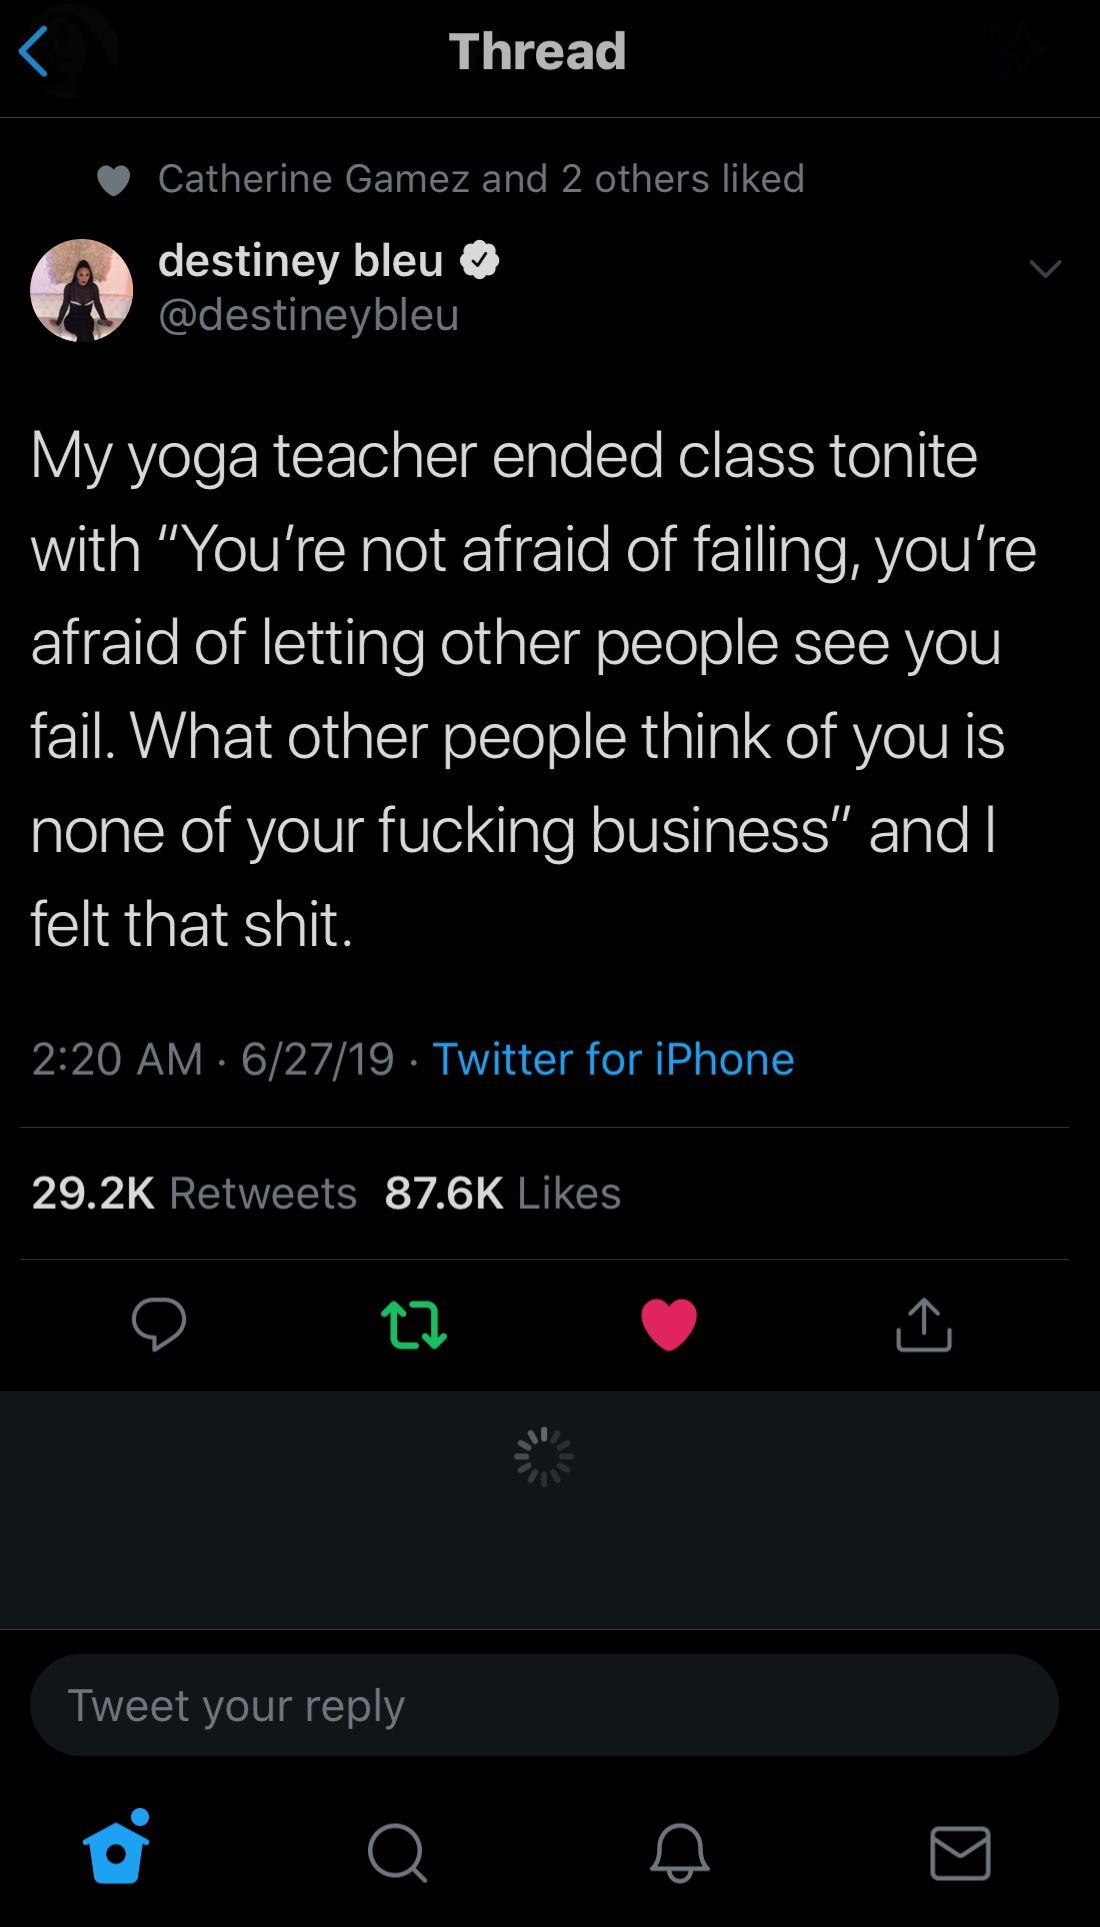 Thread
Catherine Gamez and 2 others liked
destiney bleu
@destineybleu
My yoga teacher ended class tonite
with “You’re not afraid of failing, you’re
afraid of letting other people see you
fail. What other people think of you is
none of your fucking business” and I
felt that shit.
2:20 AM · 6/27/19 · Twitter for iPhone
29.2K Retweets 87.6K Likes
Tweet your reply